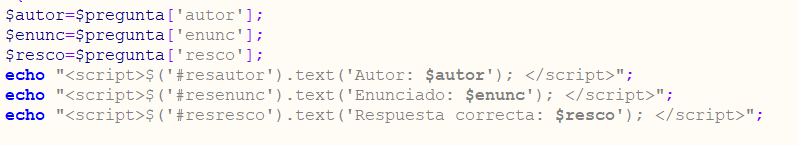 $autor=$pregunta['autor'];
$enunc=$pregunta['enunc'];
$resco=$pregunta['resco'];
echo "<script>$('#resautor').text('Autor: $autor'); </script>";
echo "<script>$('#resenunc').text('Enunciado: $enunc'); </script>";
echo "<script>$('#resresco').text('Respuesta correcta: $resco'); </script>";